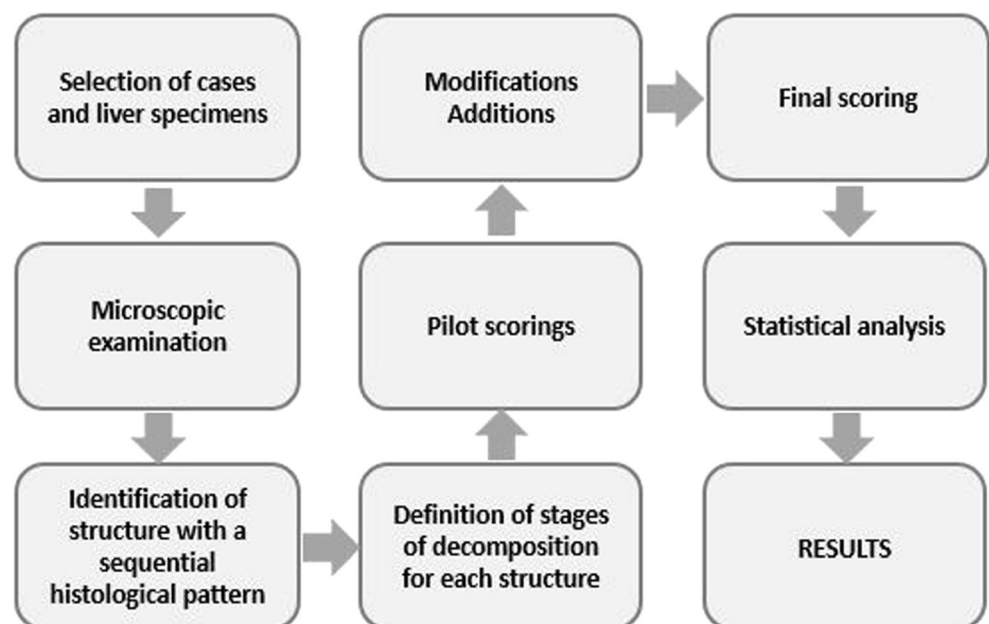 Selection of cases
and liver specimens
Microscopic
examination
Identification of
structure with a
sequential
histological pattern
Definition of stages
of decomposition
for each structure
Pilot scorings
Modifications
Additions
Final scoring
Statistical analysis
RESULTS